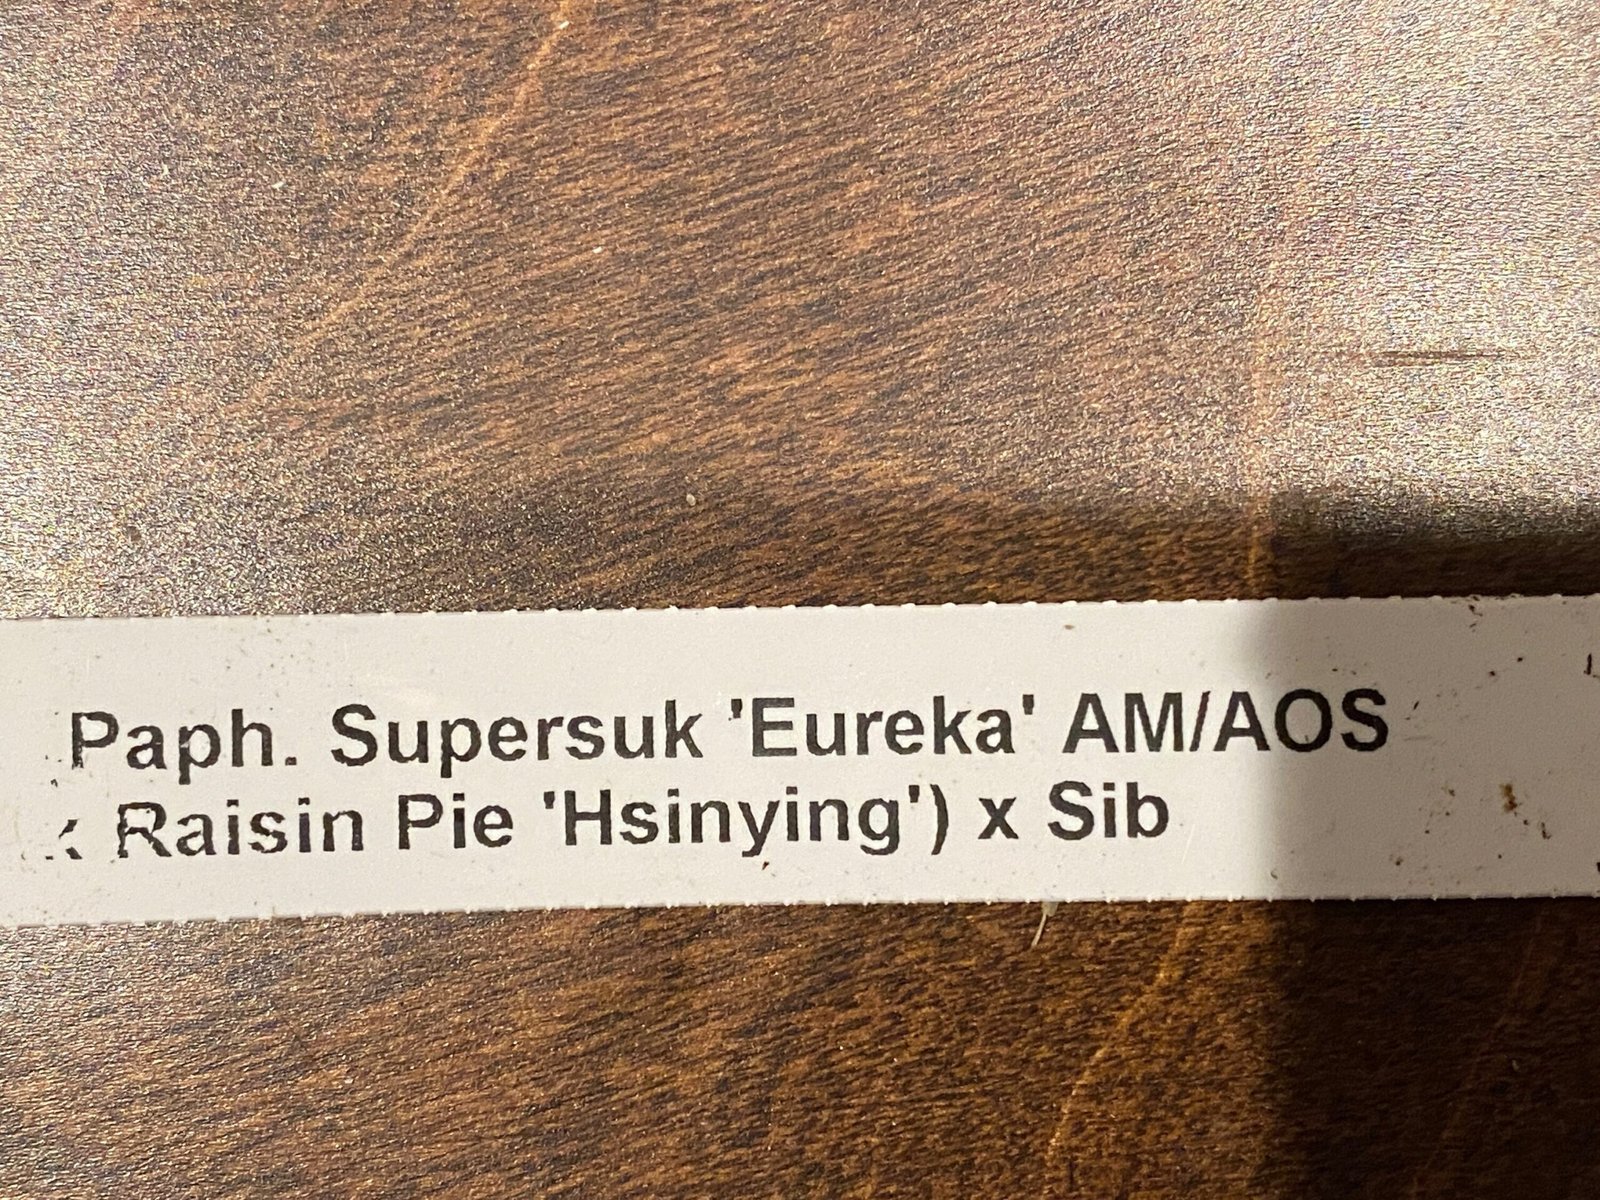 Paph. Supersuk 'Eureka' AM/AOS
x Raisin Pie 'Hsinying') x Sib